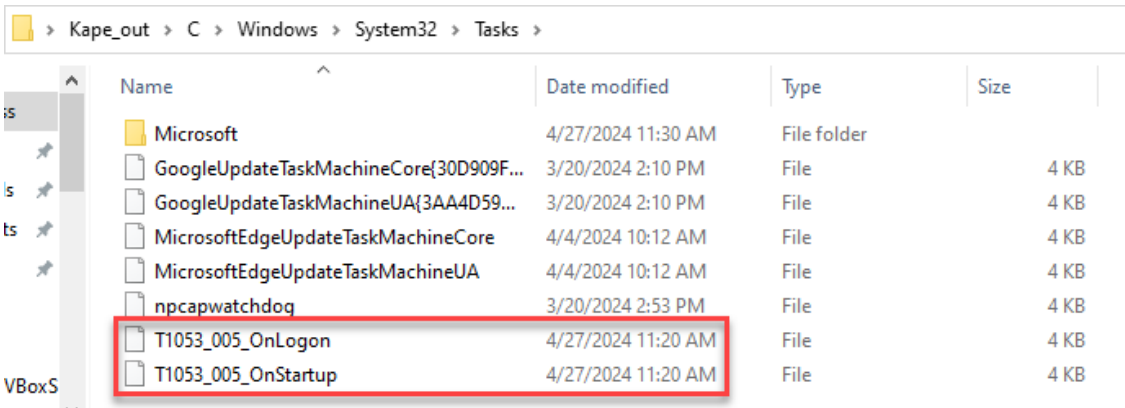 Kape_out > C > Windows > System32 > Tasks >
Name Date modified Type Size
ss
Microsoft 4/27/2024 11:30 AM File folder
GoogleUpdateTaskMachineCore{30D909F... 3/20/2024 2:10 PM File 4 KB
ls GoogleUpdateTaskMachineUA{3AA4D59... 3/20/2024 2:10 PM File 4 KB
ts MicrosoftEdgeUpdateTaskMachineCore 4/4/2024 10:12 AM File 4 KB
MicrosoftEdgeUpdateTaskMachineUA 4/4/2024 10:12 AM File 4 KB
npcapwatchdog 3/20/2024 2:53 PM File 4 KB
T1053_005_OnLogon 4/27/2024 11:20 AM File 4 KB
VBoxS T1053_005_OnStartup 4/27/2024 11:20 AM File 4 KB